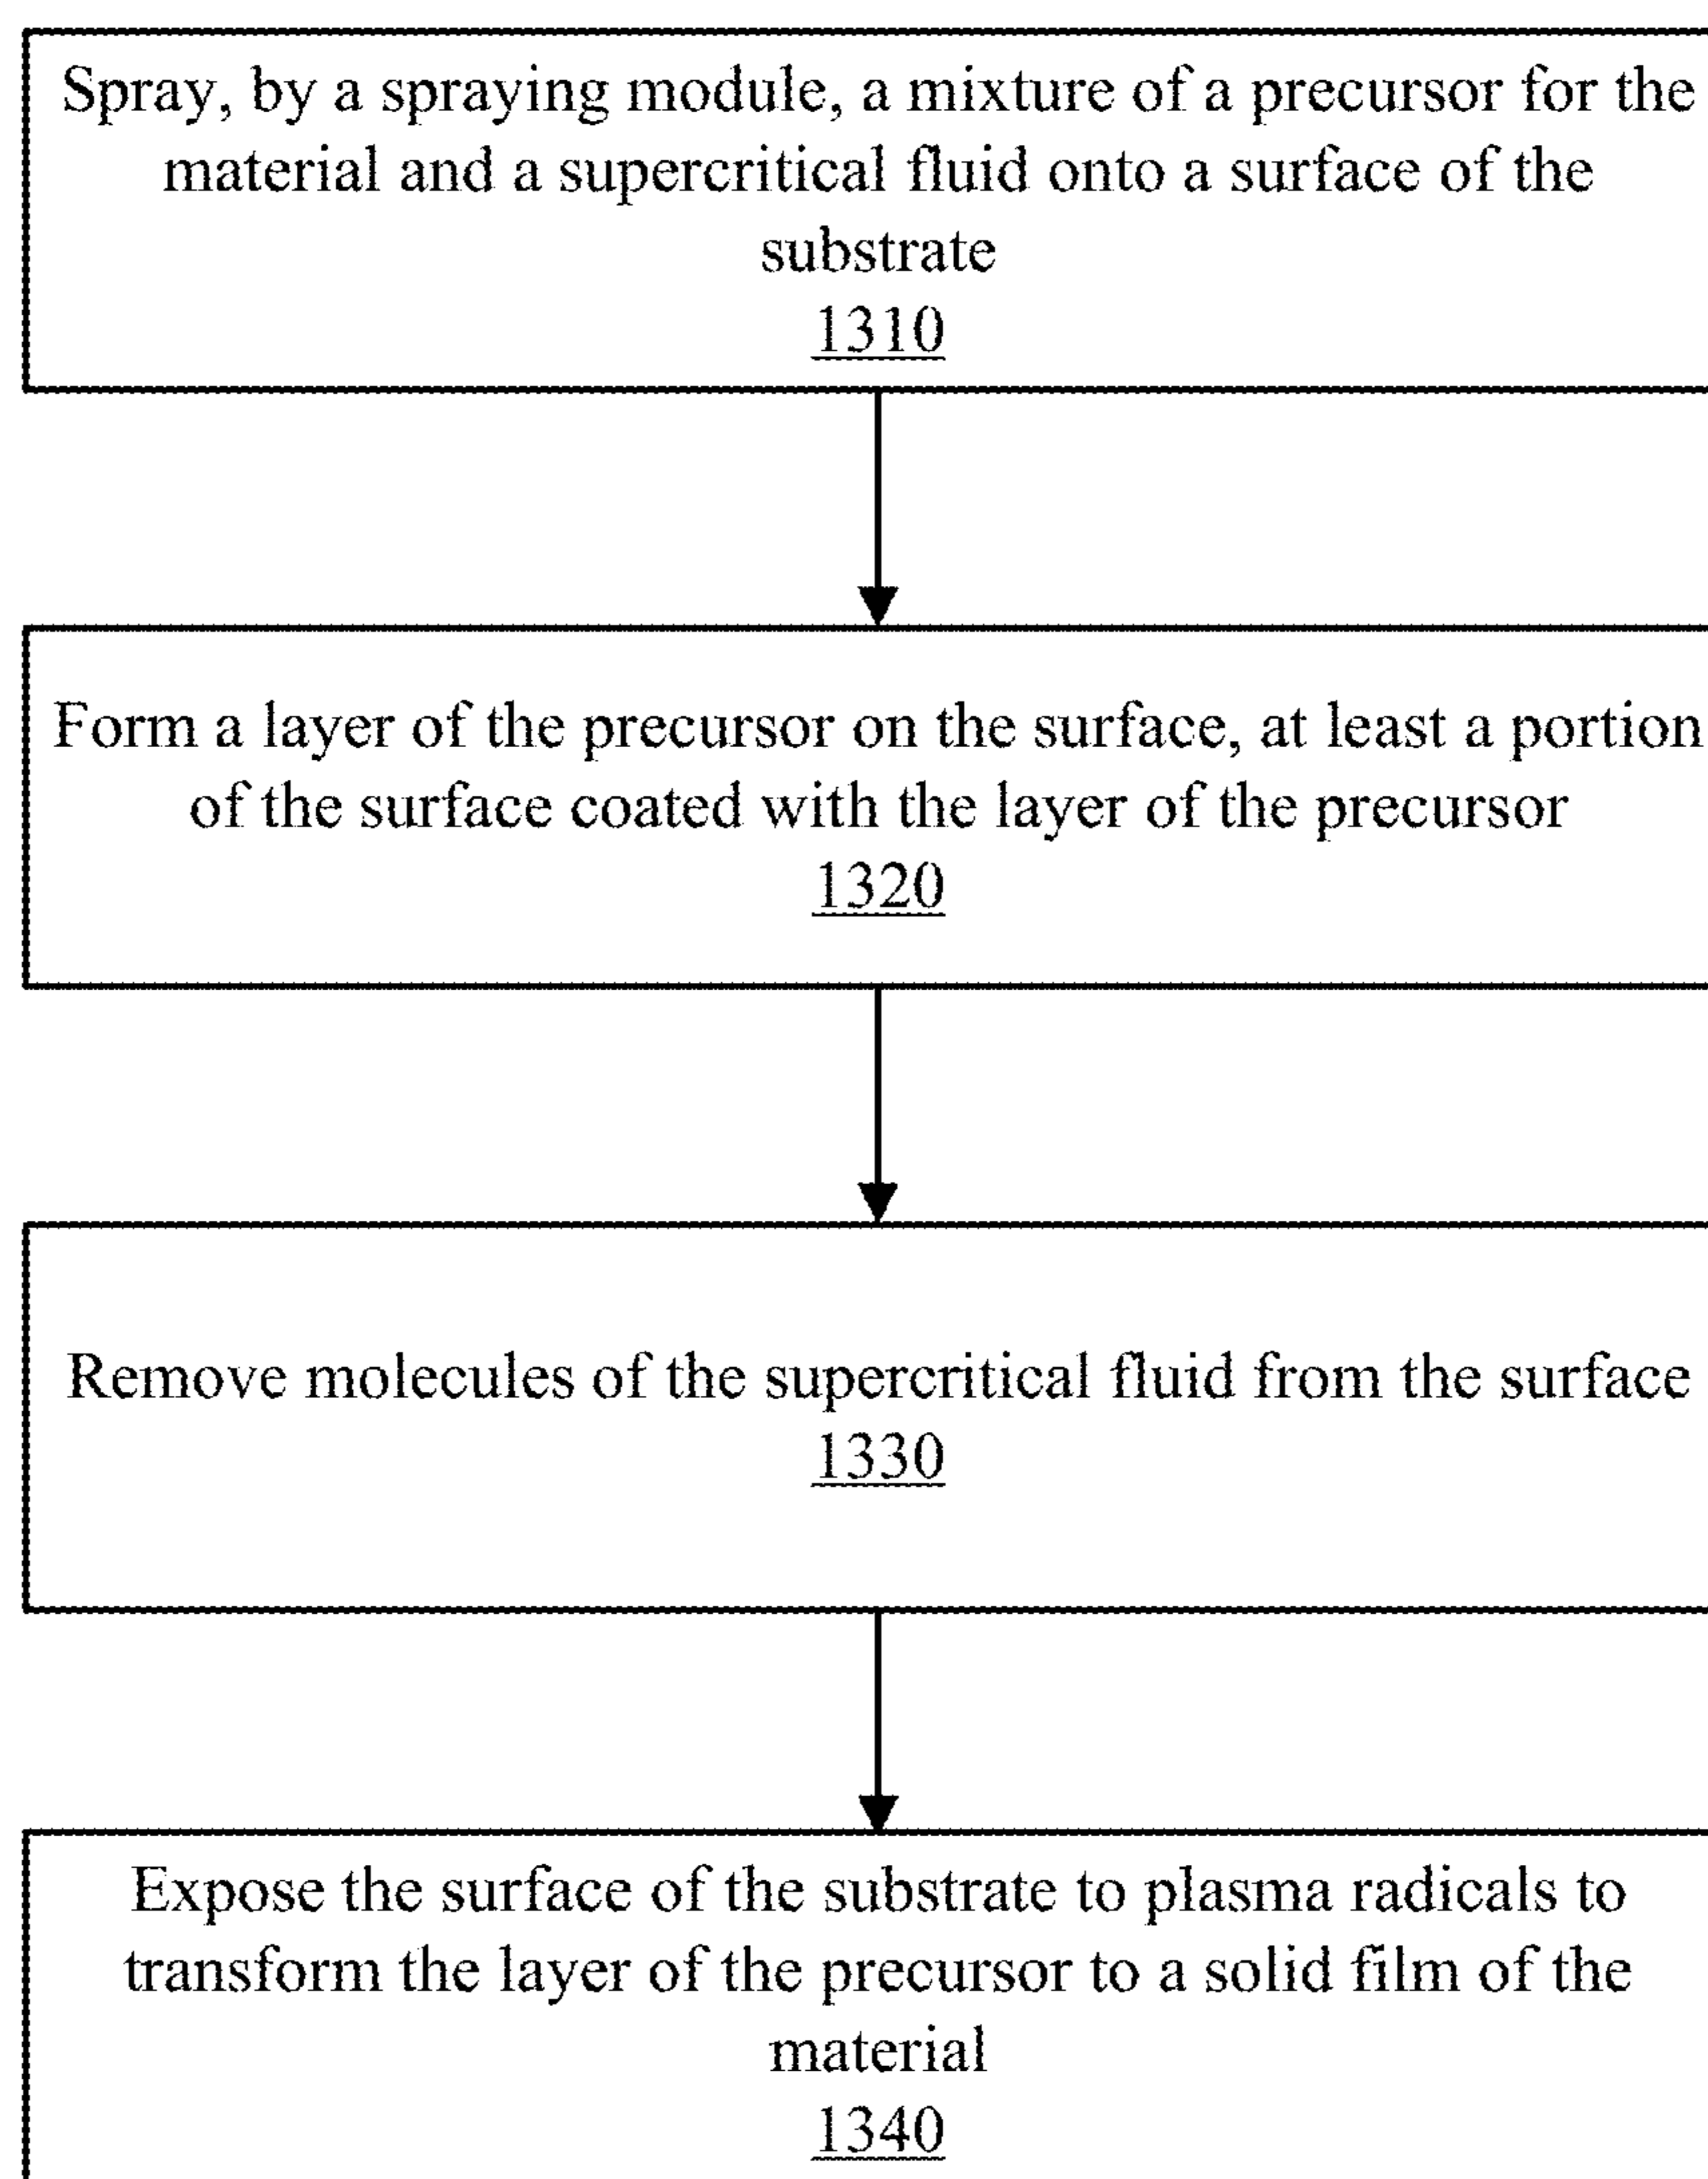 Spray, by a spraying module, a mixture of a precursor for the
material and a supercritical fluid onto a surface of the
substrate
1310
Form a layer of the precursor on the surface, at least a portion
of the surface coated with the layer of the precursor
1320
Remove molecules of the supercritical fluid from the surface
1330
Expose the surface of the substrate to plasma radicals to
transform the layer of the precursor to a solid film of the
material
1340